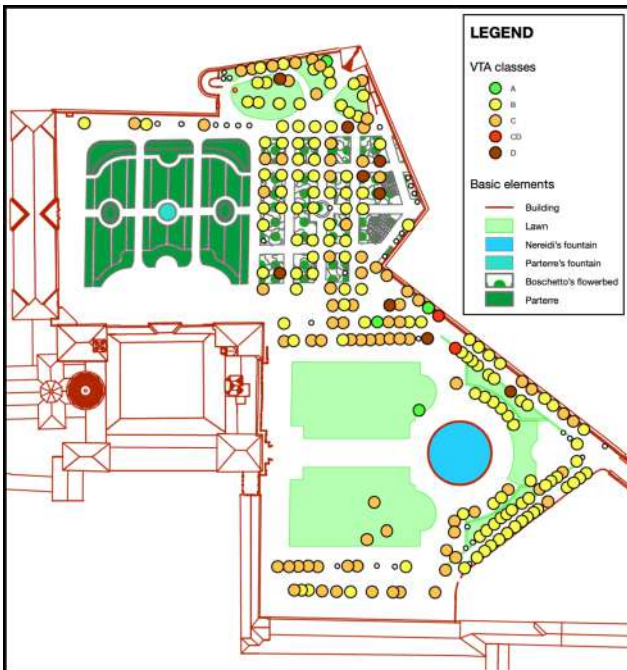 LEGEND
VTA classes
A
B
C
CD
D
Basic elements
Building
Lawn
Nereidi's fountain
Parterre's fountain
Boschetto's flowerbed
Parterre